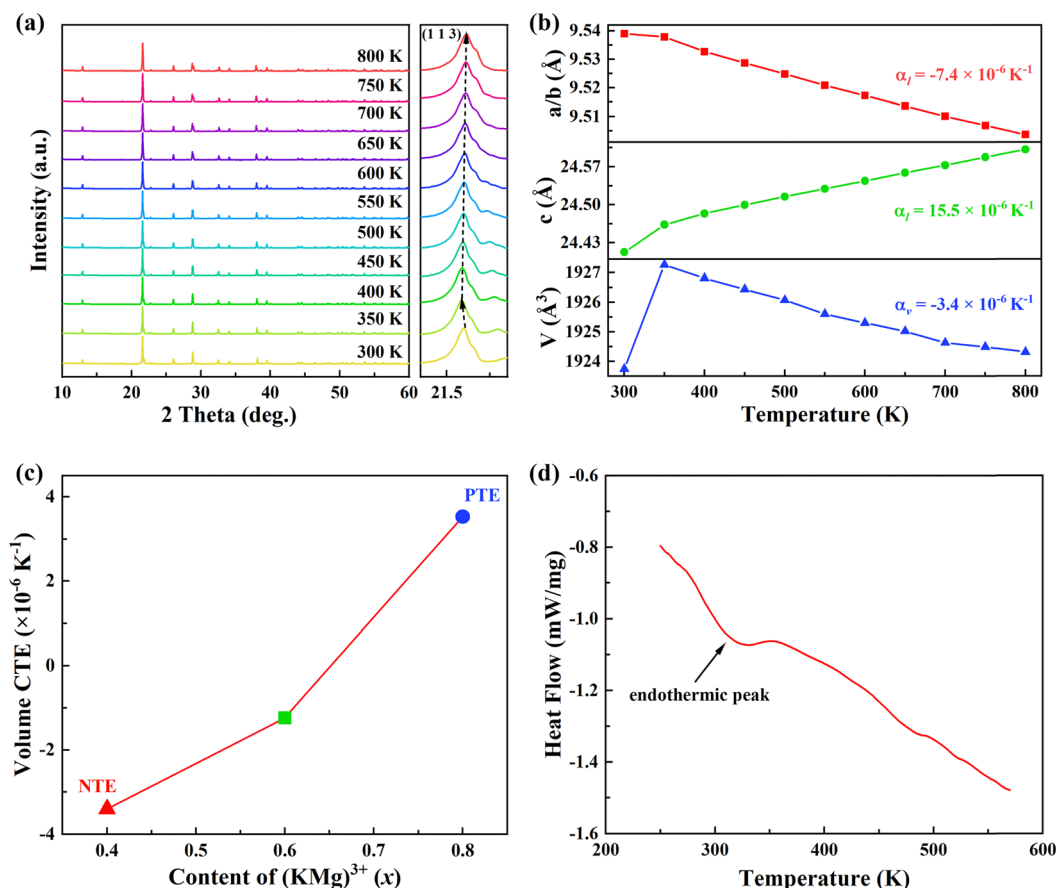 (a)
(1 1 3)
800 K
750 K
700 K
650 K
600 K
550 K
500 K
450 K
400 K
350 K
300 K
Intensity (a.u.)
10 20 30 40 50 60
21.5
2 Theta (deg.)
(b)
9.54
9.53
9.52
9.51
a/b (Å)
αl = -7.4 × 10-6 K-1
24.57
24.50
24.43
c (Å)
αl = 15.5 × 10-6 K-1
1927
1926
1925
1924
V (Å3)
αv = -3.4 × 10-6 K-1
300 400 500 600 700 800
Temperature (K)
(c)
4
2
0
-2
-4
Volume CTE (×10-6 K-1)
PTE
NTE
0.4 0.5 0.6 0.7 0.8
Content of (KMg)3+ (x)
(d)
-0.6
-0.8
-1.0
-1.2
-1.4
-1.6
Heat Flow (mW/mg)
endothermic peak
200 300 400 500 600
Temperature (K)